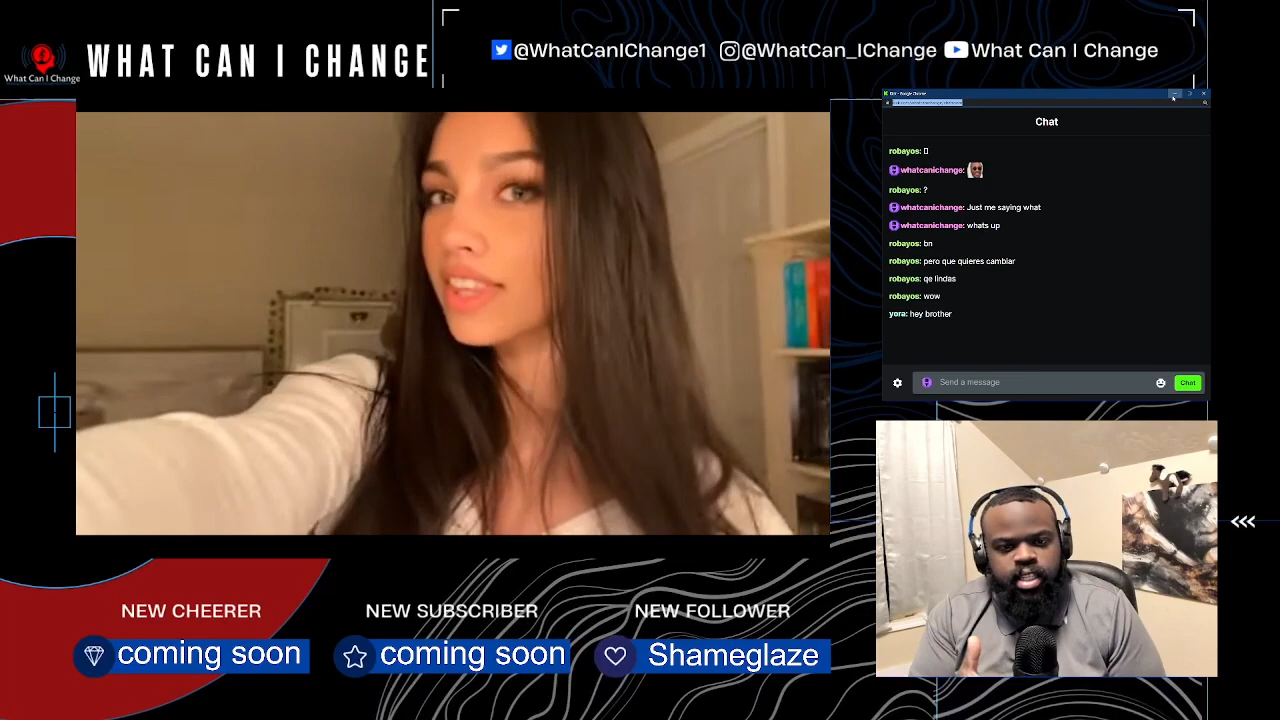 What Can I Change
WHAT CAN I CHANGE
@WhatCanIChange1 @WhatCan_IChange What Can I Change
Chat
robayos:
whatcanichange:
robayos: ?
whatcanichange: Just me saying what
whatcanichange: whats up
robayos: bn
robayos: pero que quieres cambiar
robayos: qe lindas
robayos: wow
yora: hey brother
Send a message
Chat
NEW CHEERER
NEW SUBSCRIBER
NEW FOLLOWER
coming soon
coming soon
Shameglaze